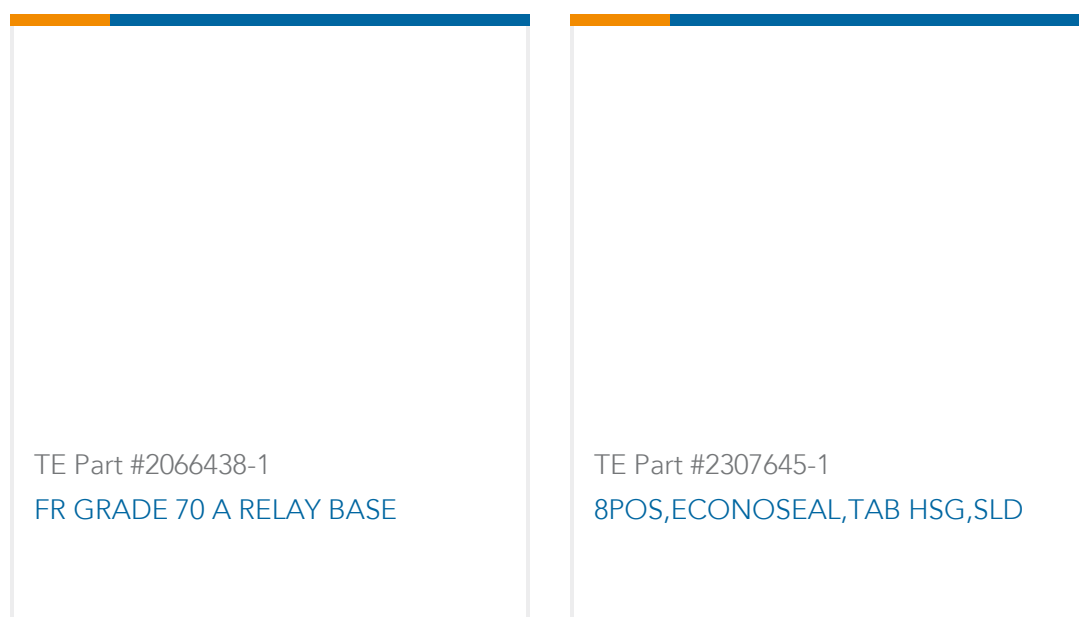 TE Part #2066438-1
FR GRADE 70 A RELAY BASE
TE Part #2307645-1
8POS,ECONOSEAL,TAB HSG,SLD